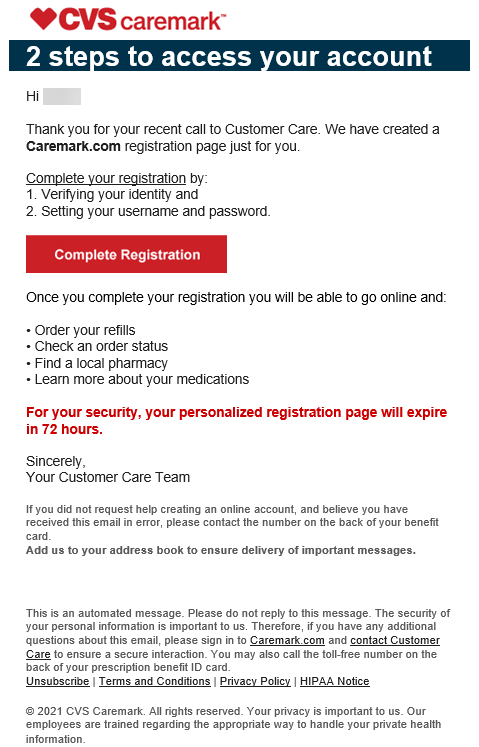 CVS caremark™
2 steps to access your account
Hi
Thank you for your recent call to Customer Care. We have created a
Caremark.com registration page just for you.
Complete your registration by:
1. Verifying your identity and
2. Setting your username and password.
Complete Registration
Once you complete your registration you will be able to go online and:
• Order your refills
• Check an order status
• Find a local pharmacy
• Learn more about your medications
For your security, your personalized registration page will expire
in 72 hours.
Sincerely,
Your Customer Care Team
If you did not request help creating an online account, and believe you have
received this email in error, please contact the number on the back of your benefit
card.
Add us to your address book to ensure delivery of important messages.
This is an automated message. Please do not reply to this message. The security of
your personal information is important to us. Therefore, if you have any additional
questions about this email, please sign in to Caremark.com and contact Customer
Care to ensure a secure interaction. You may also call the toll-free number on the
back of your prescription benefit ID card.
Unsubscribe | Terms and Conditions | Privacy Policy | HIPAA Notice
© 2021 CVS Caremark. All rights reserved. Your privacy is important to us. Our
employees are trained regarding the appropriate way to handle your private health
information.